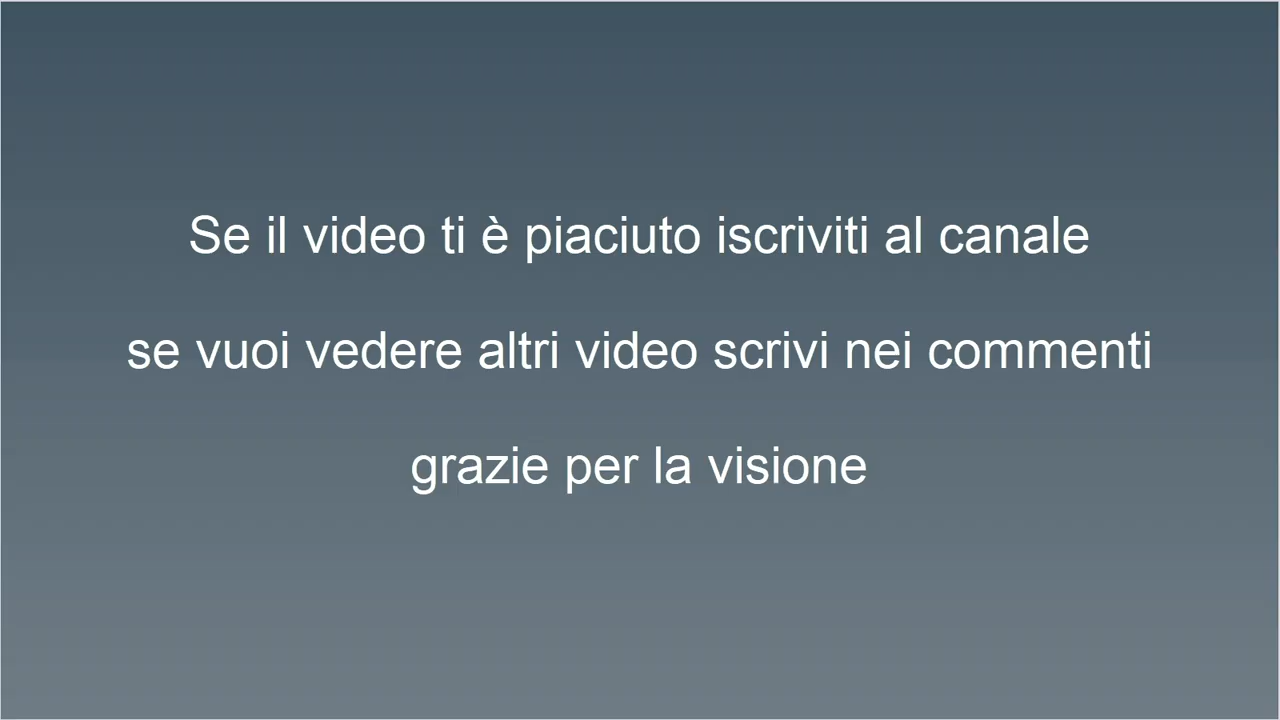 Se il video ti è piaciuto iscriviti al canale
se vuoi vedere altri video scrivi nei commenti
grazie per la visione